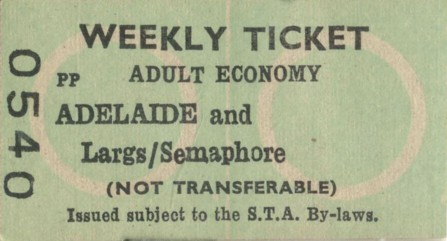 WEEKLY TICKET
PP ADULT ECONOMY
ADELAIDE and
Largs/Semaphore
(NOT TRANSFERABLE)
Issued subject to the S.T.A. By-laws.
0540